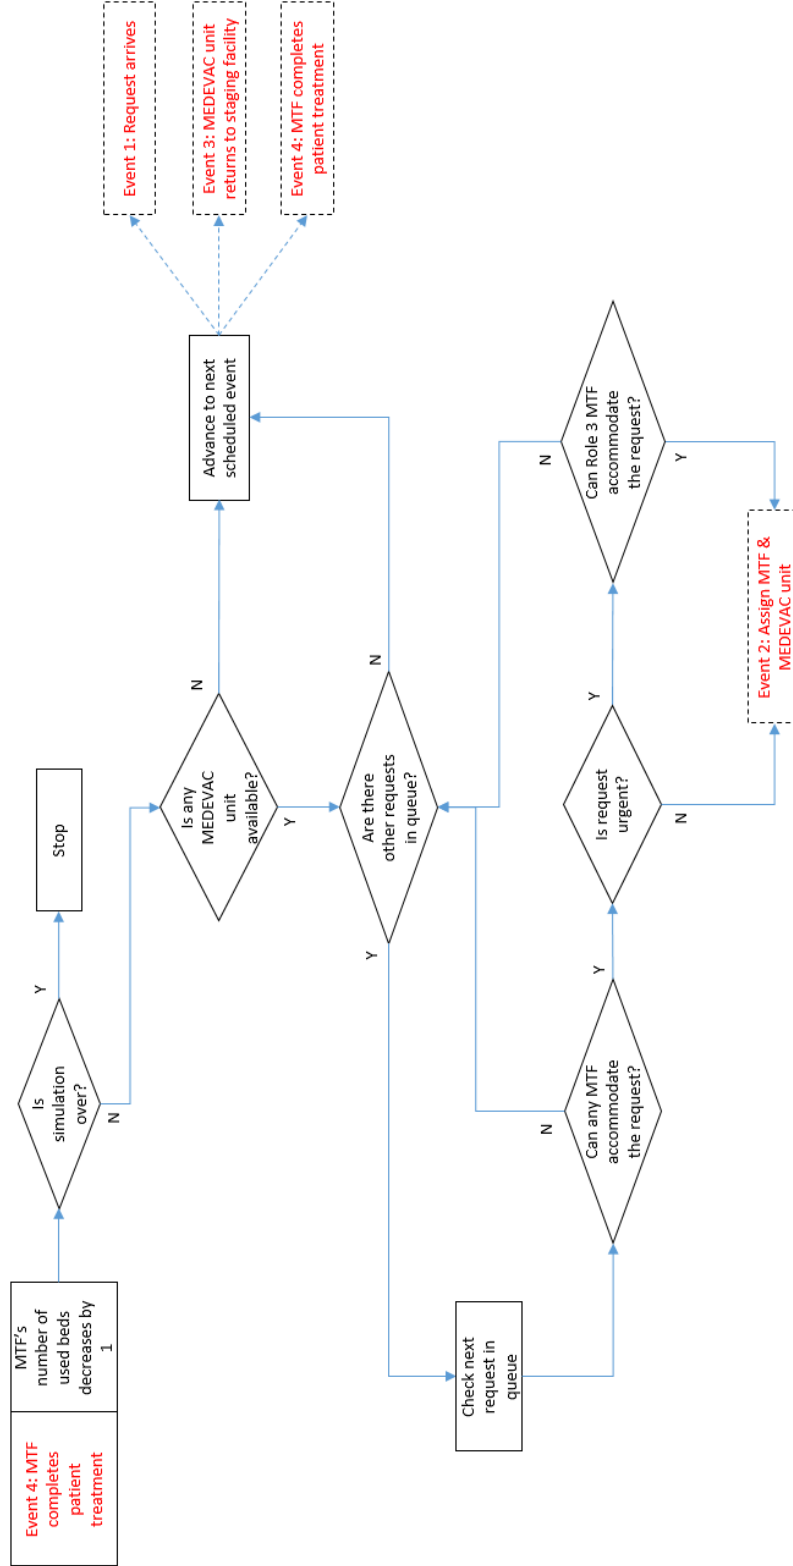 Event 4: MTF
completes
patient
treatment
MTF's
number of
used beds
decreases by
1
Is
simulation
over?
Y
N
Stop
Is any
MEDEVAC
unit
available?
N
Y
Advance to next
scheduled event
Event 1: Request arrives
Event 3: MEDEVAC unit
returns to staging facility
Event 4: MTF completes
patient treatment
Are there
other requests
in queue?
Y
N
Check next
request in
queue
Can any MTF
accommodate
the request?
N
Y
Is request
urgent?
Y
N
Can Role 3 MTF
accommodate
the request?
N
Y
Event 2: Assign MTF &
MEDEVAC unit